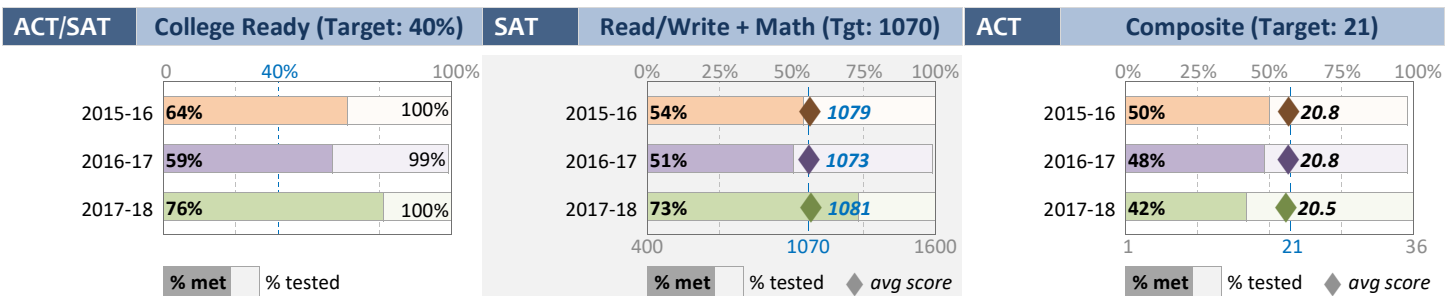 ACT/SAT College Ready (Target: 40%) SAT Read/Write + Math (Tgt: 1070) ACT Composite (Target: 21)
0 40% 100%
2015-16 64% 100%
2016-17 59% 99%
2017-18 76% 100%
% met % tested
0% 25% 50% 75% 100%
2015-16 54% 1079
2016-17 51% 1073
2017-18 73% 1081
400 1070 1600
% met % tested avg score
0% 25% 50% 75% 100%
2015-16 50% 20.8
2016-17 48% 20.8
2017-18 42% 20.5
1 21 36
% met % tested avg score